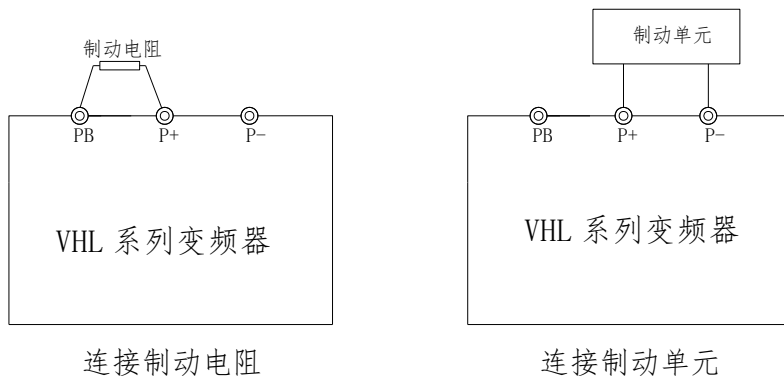 制动电阻
PB P+ P-
VHL 系列变频器
连接制动电阻
制动单元
PB P+ P-
VHL 系列变频器
连接制动单元